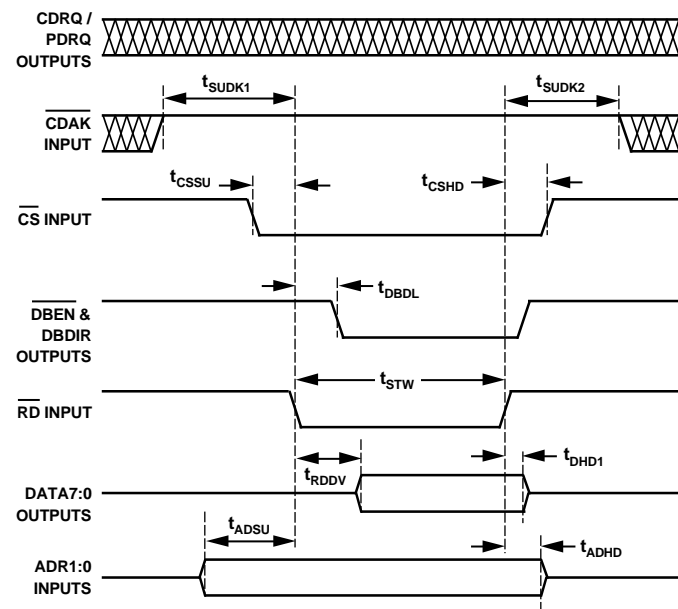 CDRQ /
PDRQ
OUTPUTS
tSUDK1
tSUDK2
CDAK
INPUT
tCSSU
tCSHD
CS INPUT
tDBDL
DBEN &
DBDIR
OUTPUTS
tSTW
RD INPUT
tRDDV
tDHD1
DATA7:0
OUTPUTS
tADSU
tADHD
ADR1:0
INPUTS